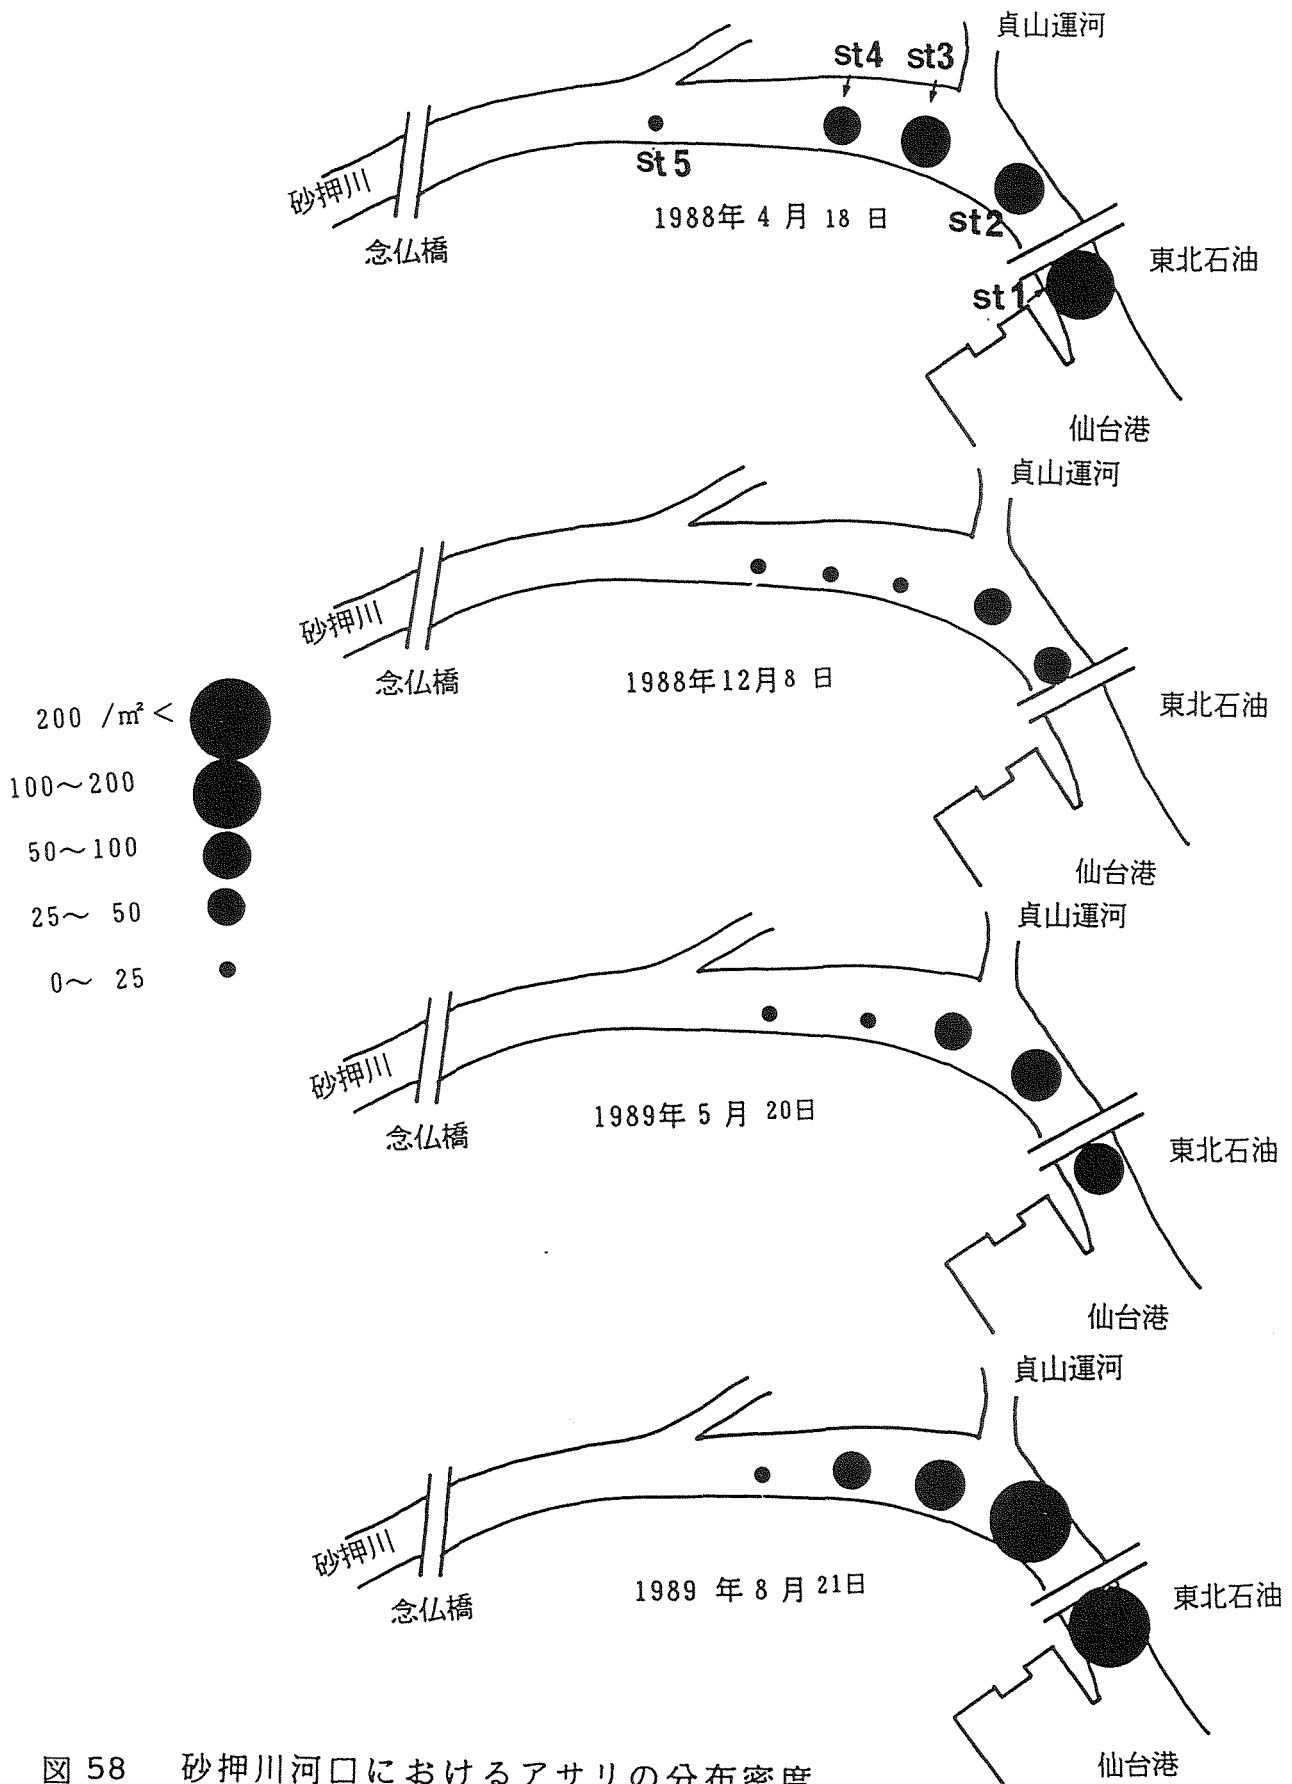 貞山運河
st4 st3
st5
砂押川
1988年 4 月 18 日
st2
念仏橋
東北石油
st1
仙台港
貞山運河
砂押川
念仏橋
1988年12月8 日
東北石油
仙台港
200 /㎡ <
100～200
50～100
25～ 50
0～ 25
貞山運河
砂押川
念仏橋
1989年 5 月 20日
東北石油
仙台港
貞山運河
砂押川
念仏橋
1989 年 8 月 21日
東北石油
仙台港
図 58 砂押川河口におけるアサリの分布密度